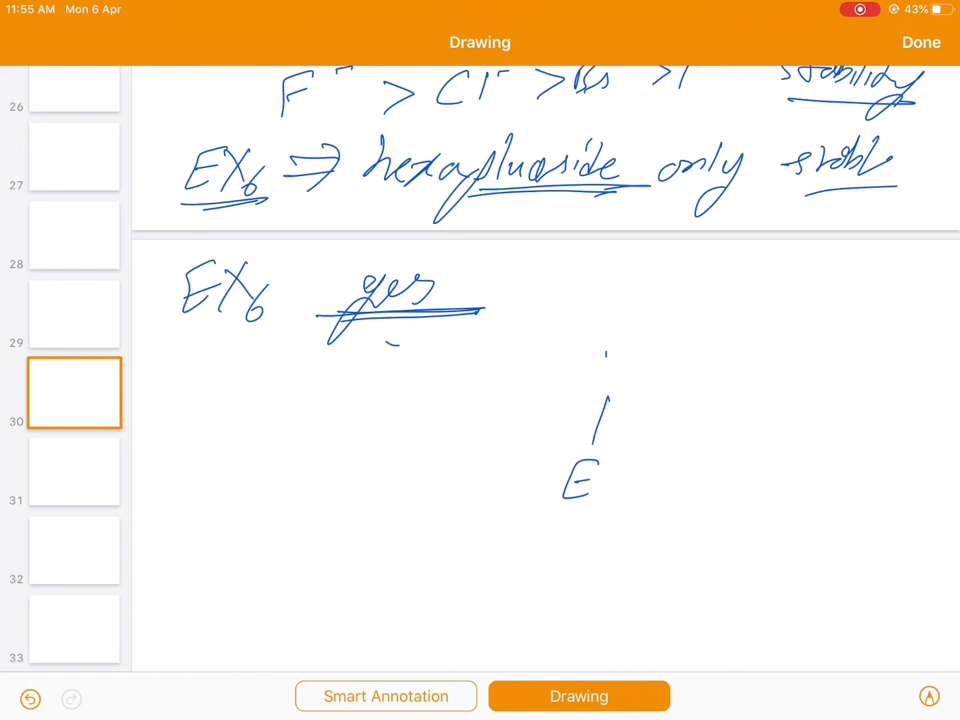 11:55 AM Mon 6 Apr 43%
Drawing Done
F⁻ > Cl⁻ > Br > I stability
EX6 ⇒ hexafluoride only stable
EX6 gas
E
26
27
28
29
30
31
32
33
Smart Annotation Drawing